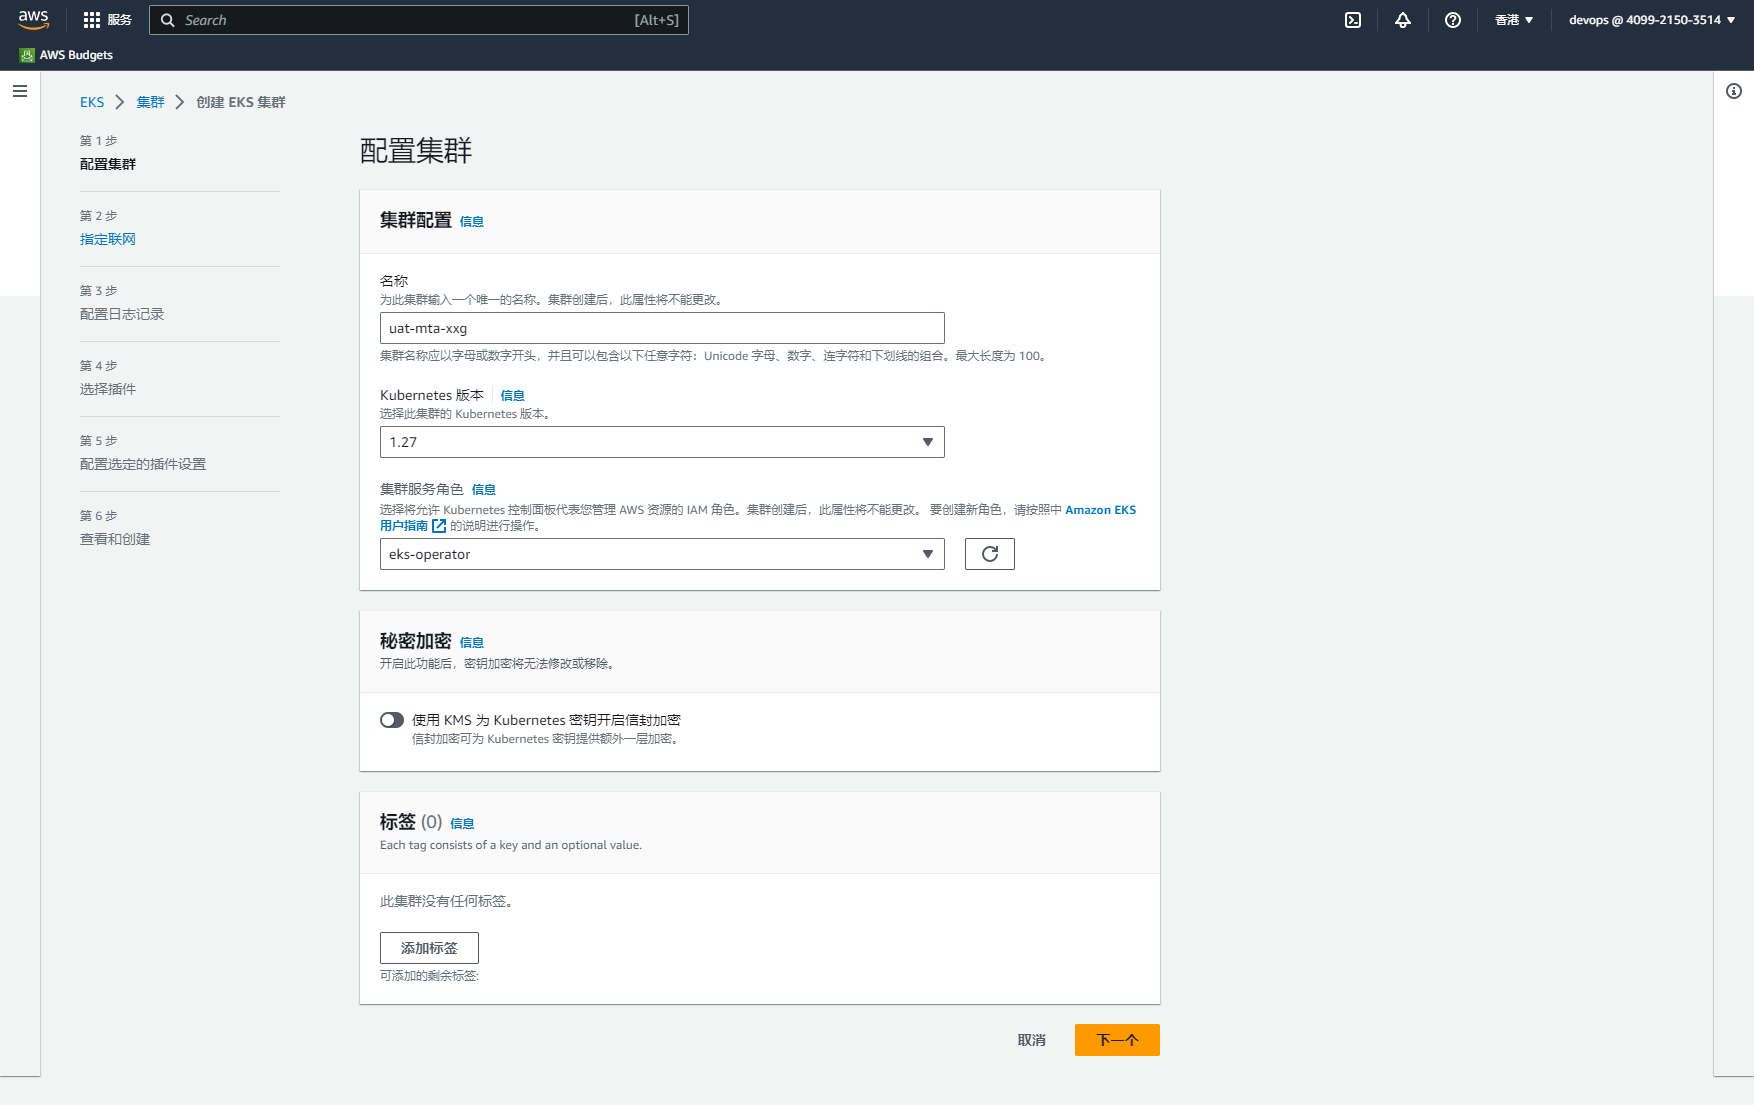 aws
服务
Search
[Alt+S]
香港
devops @ 4099-2150-3514
AWS Budgets
EKS
集群
创建 EKS 集群
第 1 步
配置集群
第 2 步
指定联网
第 3 步
配置日志记录
第 4 步
选择插件
第 5 步
配置选定的插件设置
第 6 步
查看和创建
配置集群
集群配置 信息
名称
为此集群输入一个唯一的名称。集群创建后，此属性将不能更改。
uat-mta-xxg
集群名称应以字母或数字开头，并且可以包含以下任意字符：Unicode 字母、数字、连字符和下划线的组合。最大长度为 100。
Kubernetes 版本 信息
选择此集群的 Kubernetes 版本。
1.27
集群服务角色 信息
选择将允许 Kubernetes 控制面板代表您管理 AWS 资源的 IAM 角色。集群创建后，此属性将不能更改。 要创建新角色，请按照中 Amazon EKS
用户指南 的说明进行操作。
eks-operator
秘密加密 信息
开启此功能后，密钥加密将无法修改或移除。
使用 KMS 为 Kubernetes 密钥开启信封加密
信封加密可为 Kubernetes 密钥提供额外一层加密。
标签 (0) 信息
Each tag consists of a key and an optional value.
此集群没有任何标签。
添加标签
可添加的剩余标签:
取消
下一个